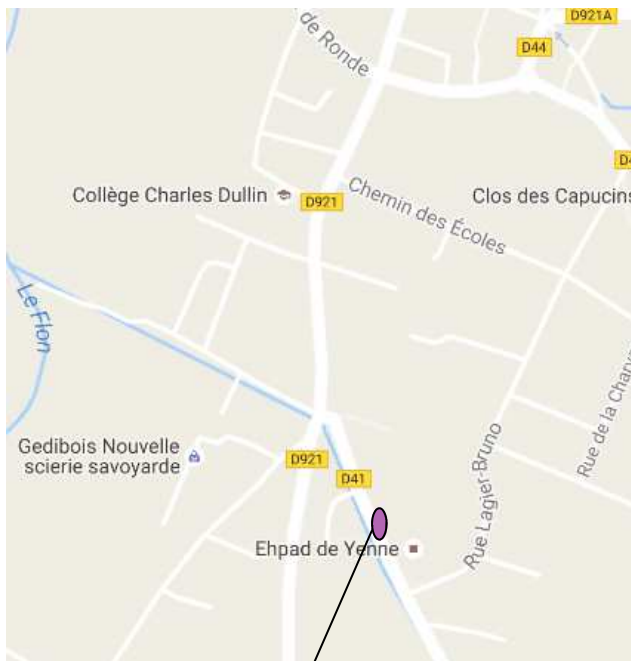 D921A
de Ronde
D44
D4
Collège Charles Dullin
D921
Chemin des Écoles
Clos des Capucins
Le Flon
Rue de la Charv
Gedibois Nouvelle
scierie savoyarde
D921
D41
Rue Lagier-Bruno
Ehpad de Yenne